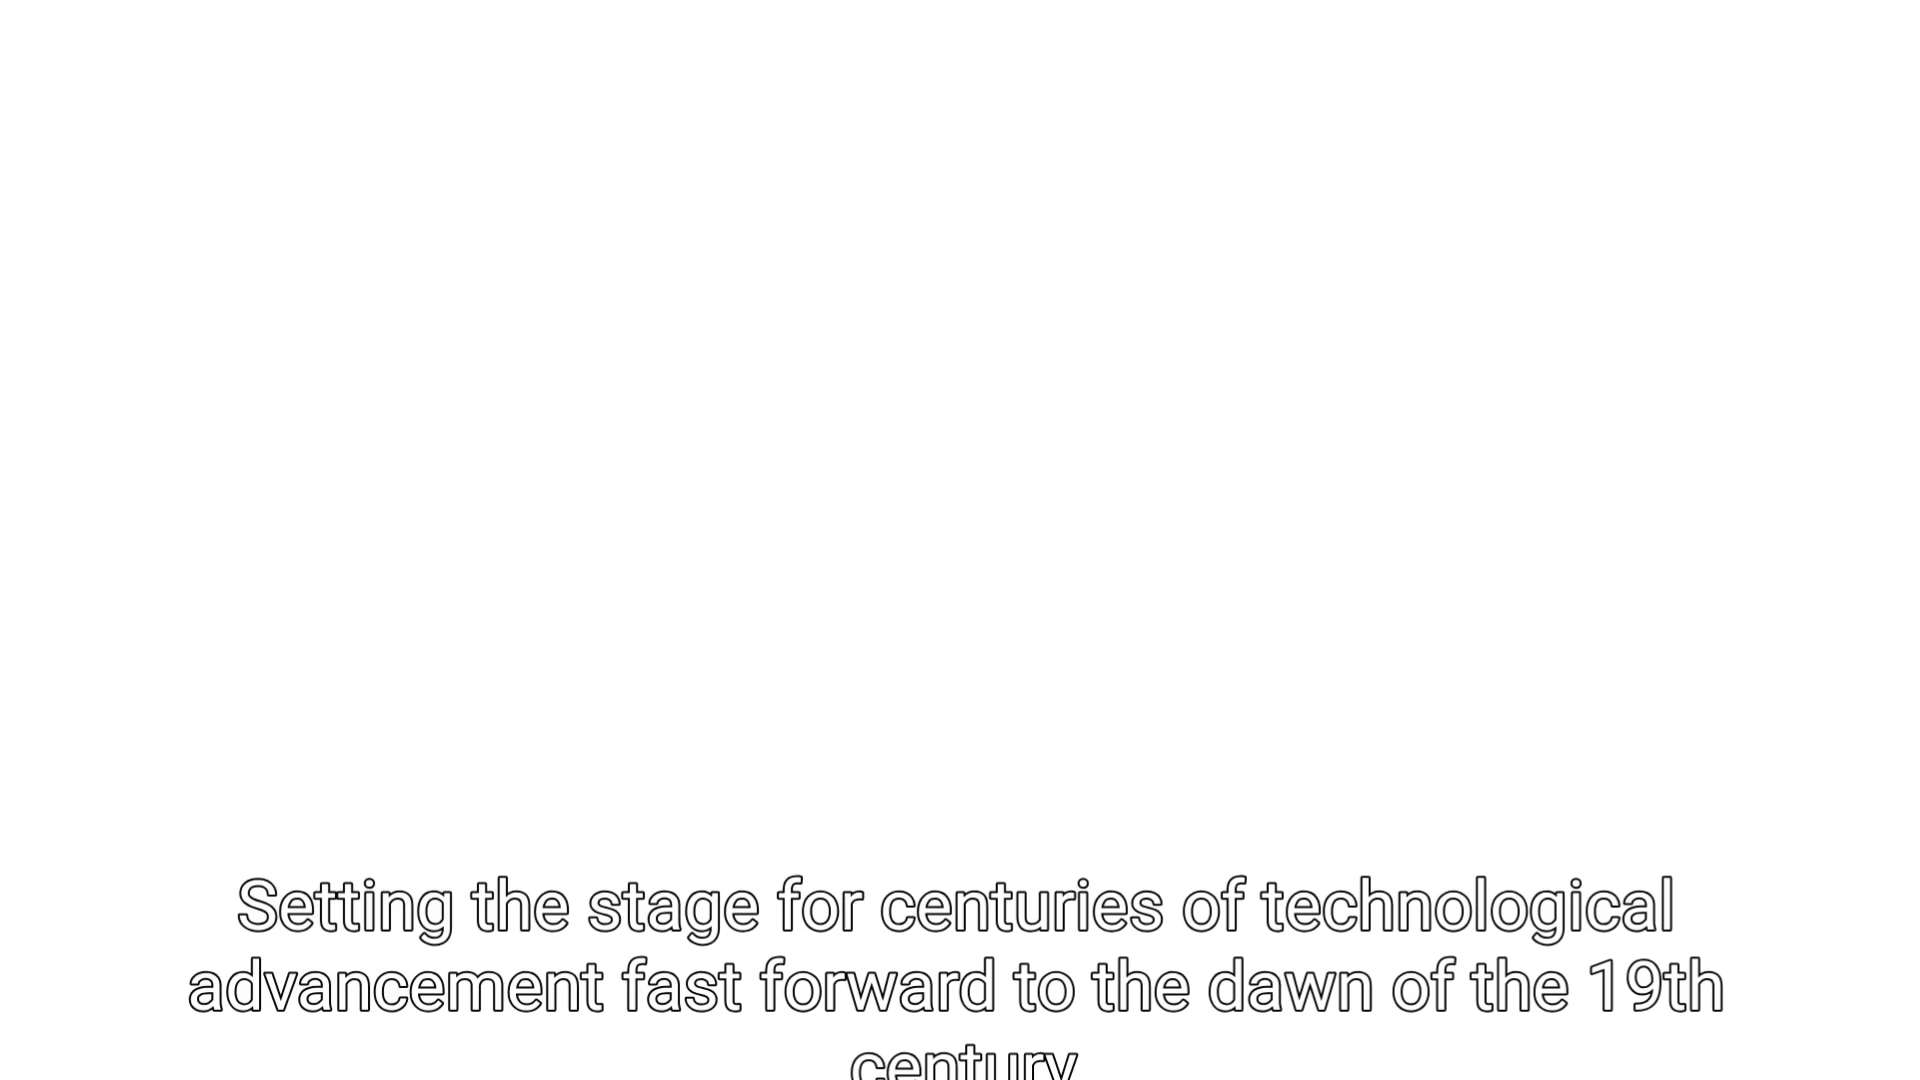 Setting the stage for centuries of technological
advancement fast forward to the dawn of the 19th
century